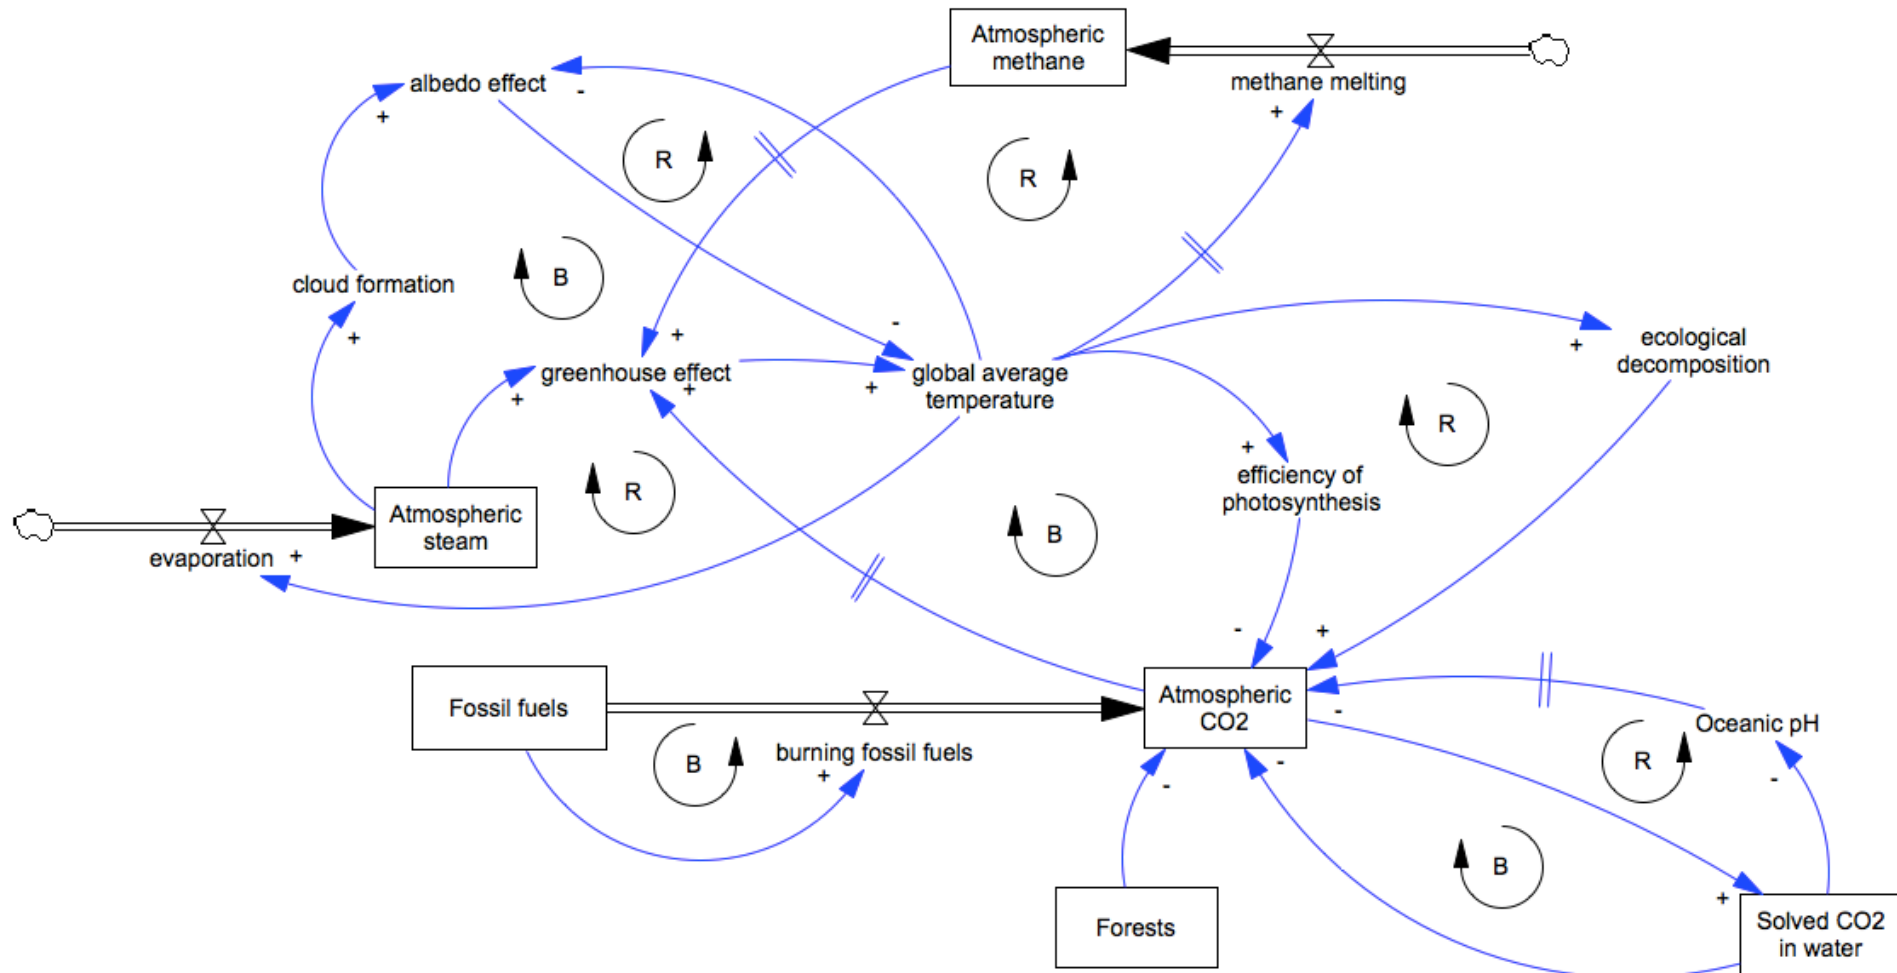 Atmospheric
methane
albedo effect
-
methane melting
+
+
R
R
B
cloud formation
+
-
+
ecological
decomposition
+
greenhouse effect
+
+
+
global average
temperature
R
+
efficiency of
photosynthesis
R
Atmospheric
steam
B
evaporation +
-
+
Fossil fuels
Atmospheric
CO2
-
Oceanic pH
B
burning fossil fuels
+
-
R
-
-
B
+
Forests
Solved CO2
in water